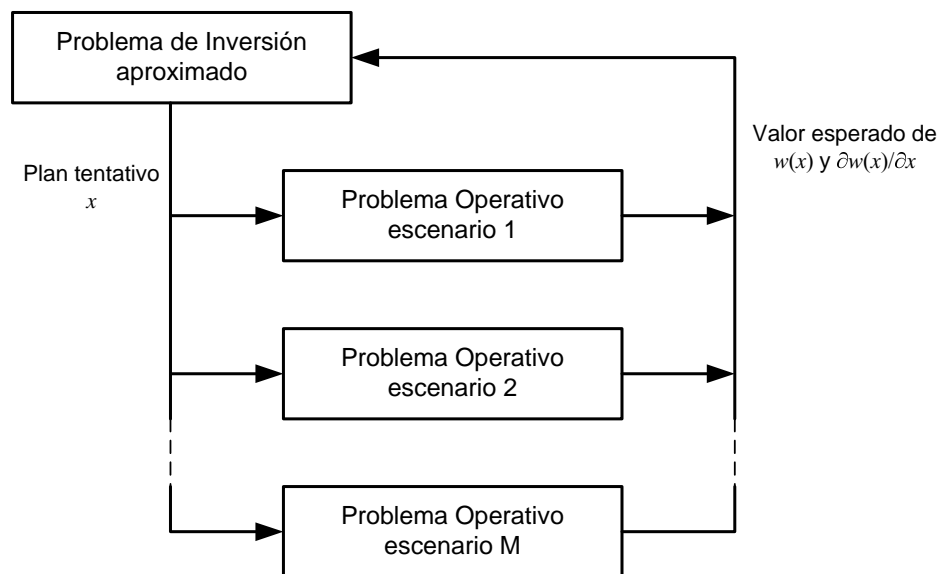 Problema de Inversión
aproximado
Plan tentativo
x
Valor esperado de
w(x) y ∂w(x)/∂x
Problema Operativo
escenario 1
Problema Operativo
escenario 2
Problema Operativo
escenario M